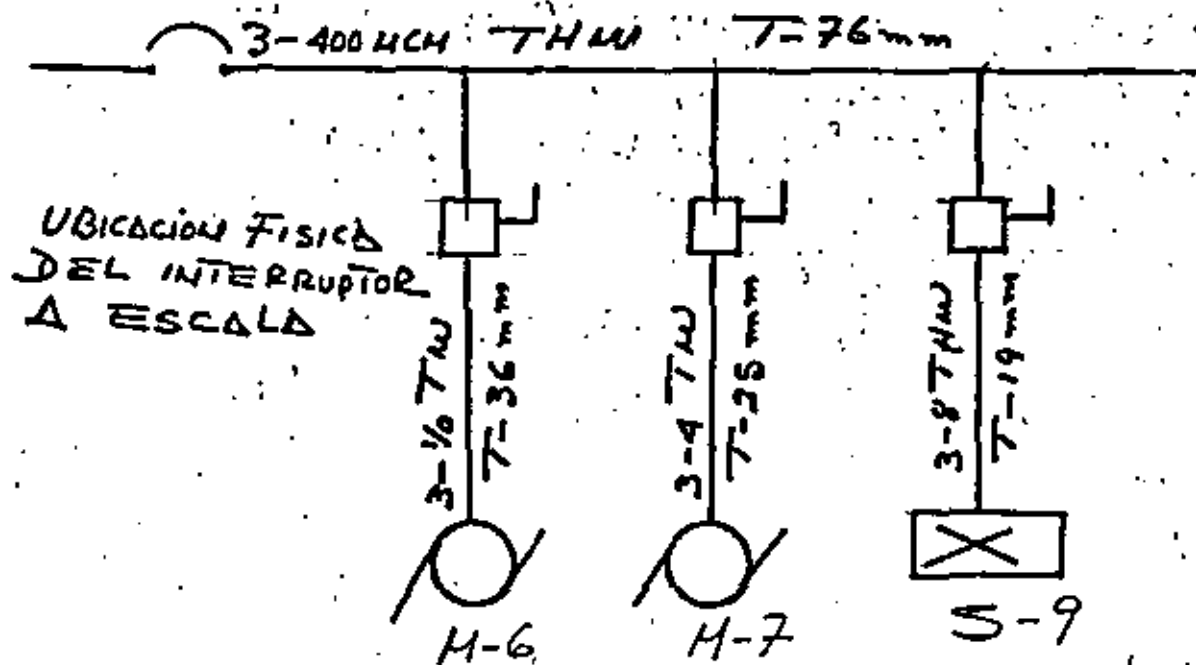 3-400 MCM THW T-76mm
UBICACION FISICA
DEL INTERRUPTOR
A ESCALA
3-1/0 TW
T-36mm
3-4 TW
T-25mm
3-8 THW
T-19mm
M-6
M-7
S-9